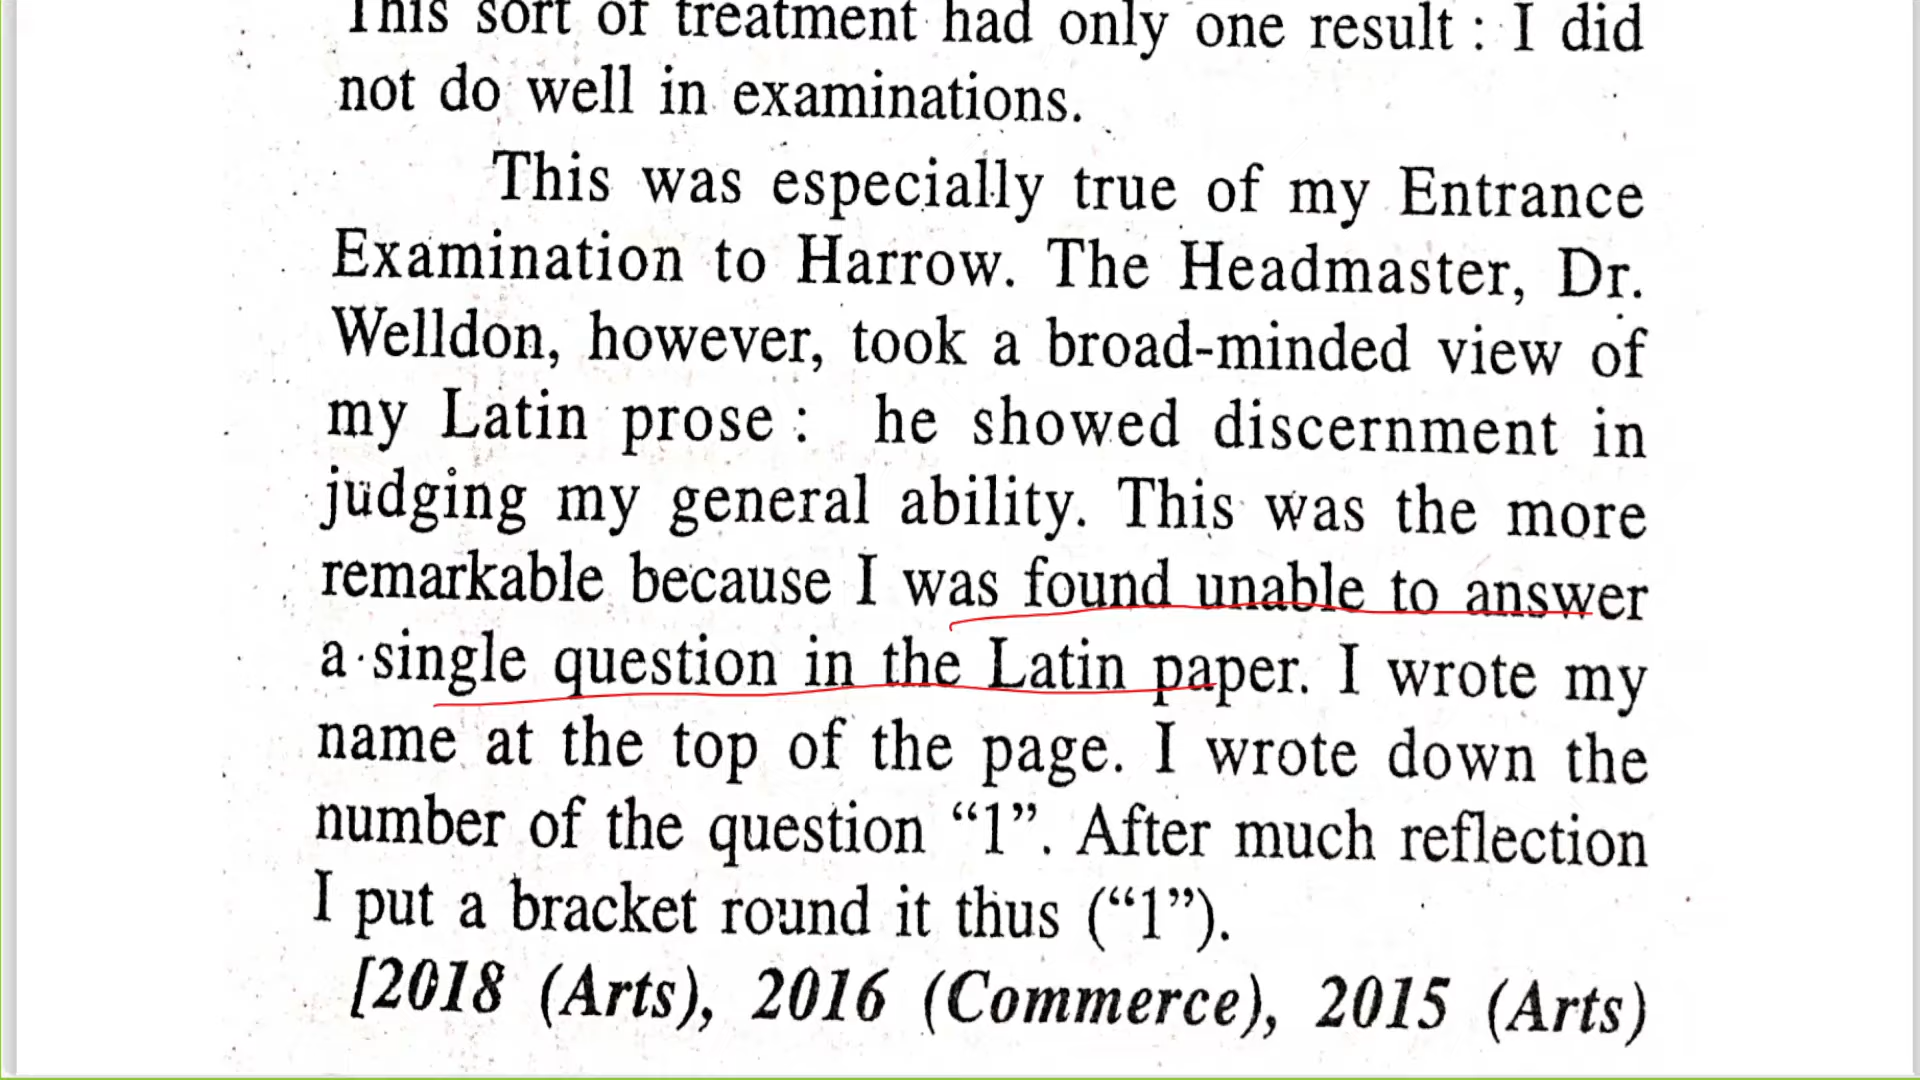 This sort of treatment had only one result : I did
not do well in examinations.
This was especially true of my Entrance
Examination to Harrow. The Headmaster, Dr.
Welldon, however, took a broad-minded view of
my Latin prose : he showed discernment in
judging my general ability. This was the more
remarkable because I was found unable to answer
a single question in the Latin paper. I wrote my
name at the top of the page. I wrote down the
number of the question “1”. After much reflection
I put a bracket round it thus (“1”).
[2018 (Arts), 2016 (Commerce), 2015 (Arts)